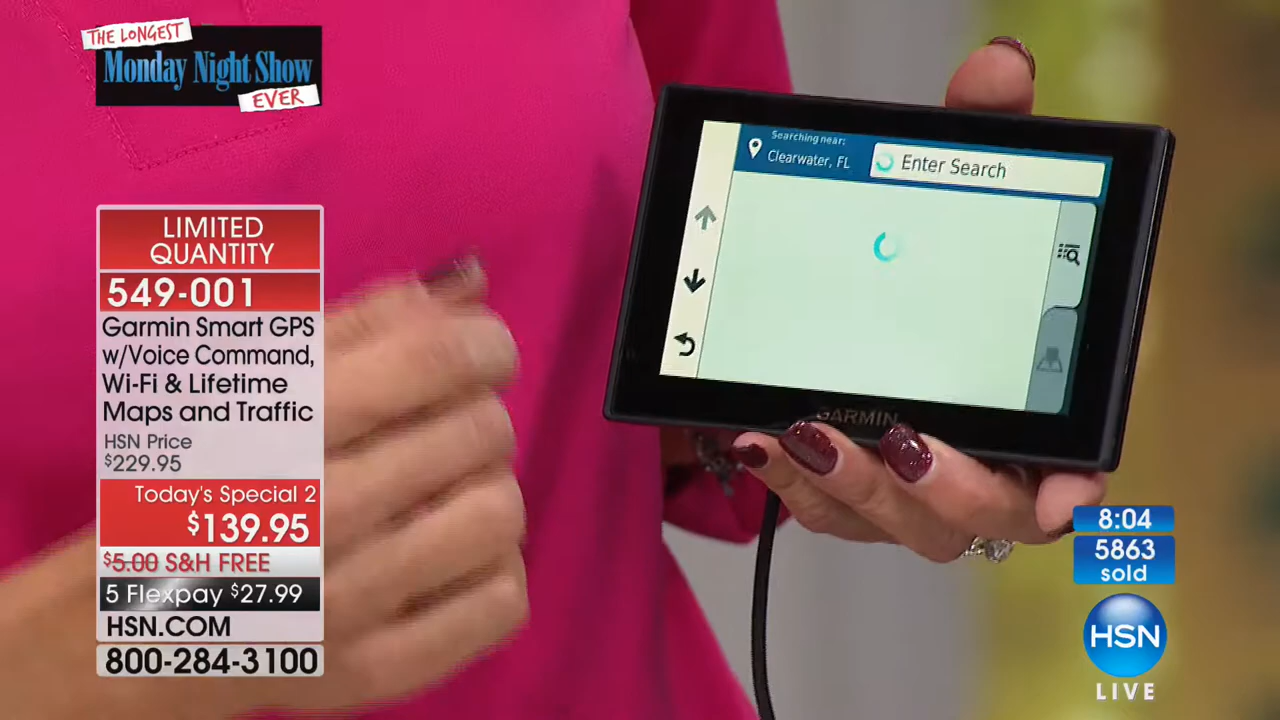 THE LONGEST
Monday Night Show
EVER
LIMITED
QUANTITY
549-001
Garmin Smart GPS
w/Voice Command,
Wi-Fi & Lifetime
Maps and Traffic
HSN Price
$229.95
Today's Special 2
$139.95
$5.00 S&H FREE
5 Flexpay $27.99
HSN.COM
800-284-3100
Searching near:
Clearwater, FL
Enter Search
GARMIN
8:04
5863
sold
HSN
LIVE